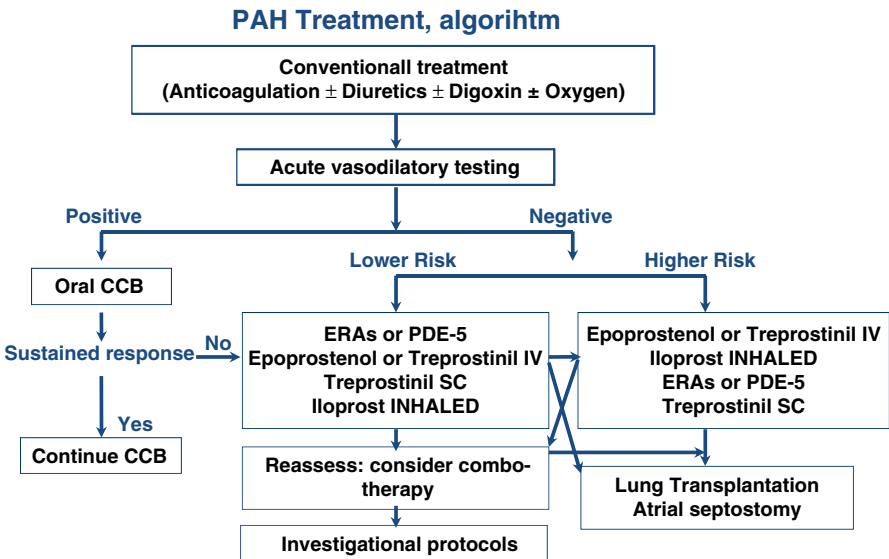 PAH Treatment, algorihtm
Conventionall treatment
(Anticoagulation ± Diuretics ± Digoxin ± Oxygen)
Acute vasodilatory testing
Positive
Negative
Lower Risk
Higher Risk
Oral CCB
Sustained response
No
ERAs or PDE-5
Epoprostenol or Treprostinil IV
Treprostinil SC
Iloprost INHALED
Epoprostenol or Treprostinil IV
Iloprost INHALED
ERAs or PDE-5
Treprostinil SC
Yes
Continue CCB
Reassess: consider combo-
therapy
Lung Transplantation
Atrial septostomy
Investigational protocols